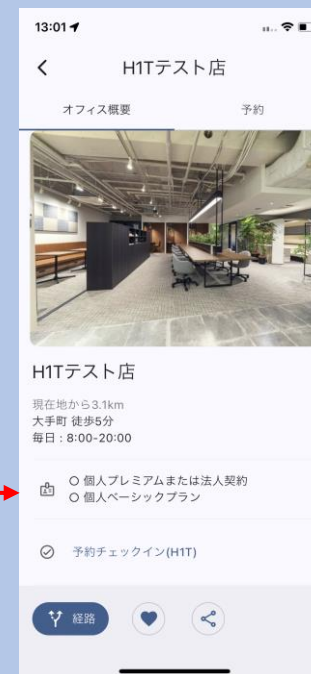 13:01
H1Tテスト店
オフィス概要 予約
H1Tテスト店
現在地から3.1km
大手町 徒歩5分
毎日：8:00-20:00
○ 個人プレミアムまたは法人契約
○ 個人ベーシックプラン
予約チェックイン(H1T)
経路